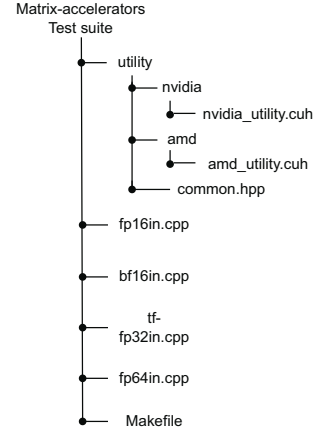 Matrix-accelerators
Test suite
utility
nvidia
nvidia_utility.cuh
amd
amd_utility.cuh
common.hpp
fp16in.cpp
bf16in.cpp
tf-
fp32in.cpp
fp64in.cpp
Makefile